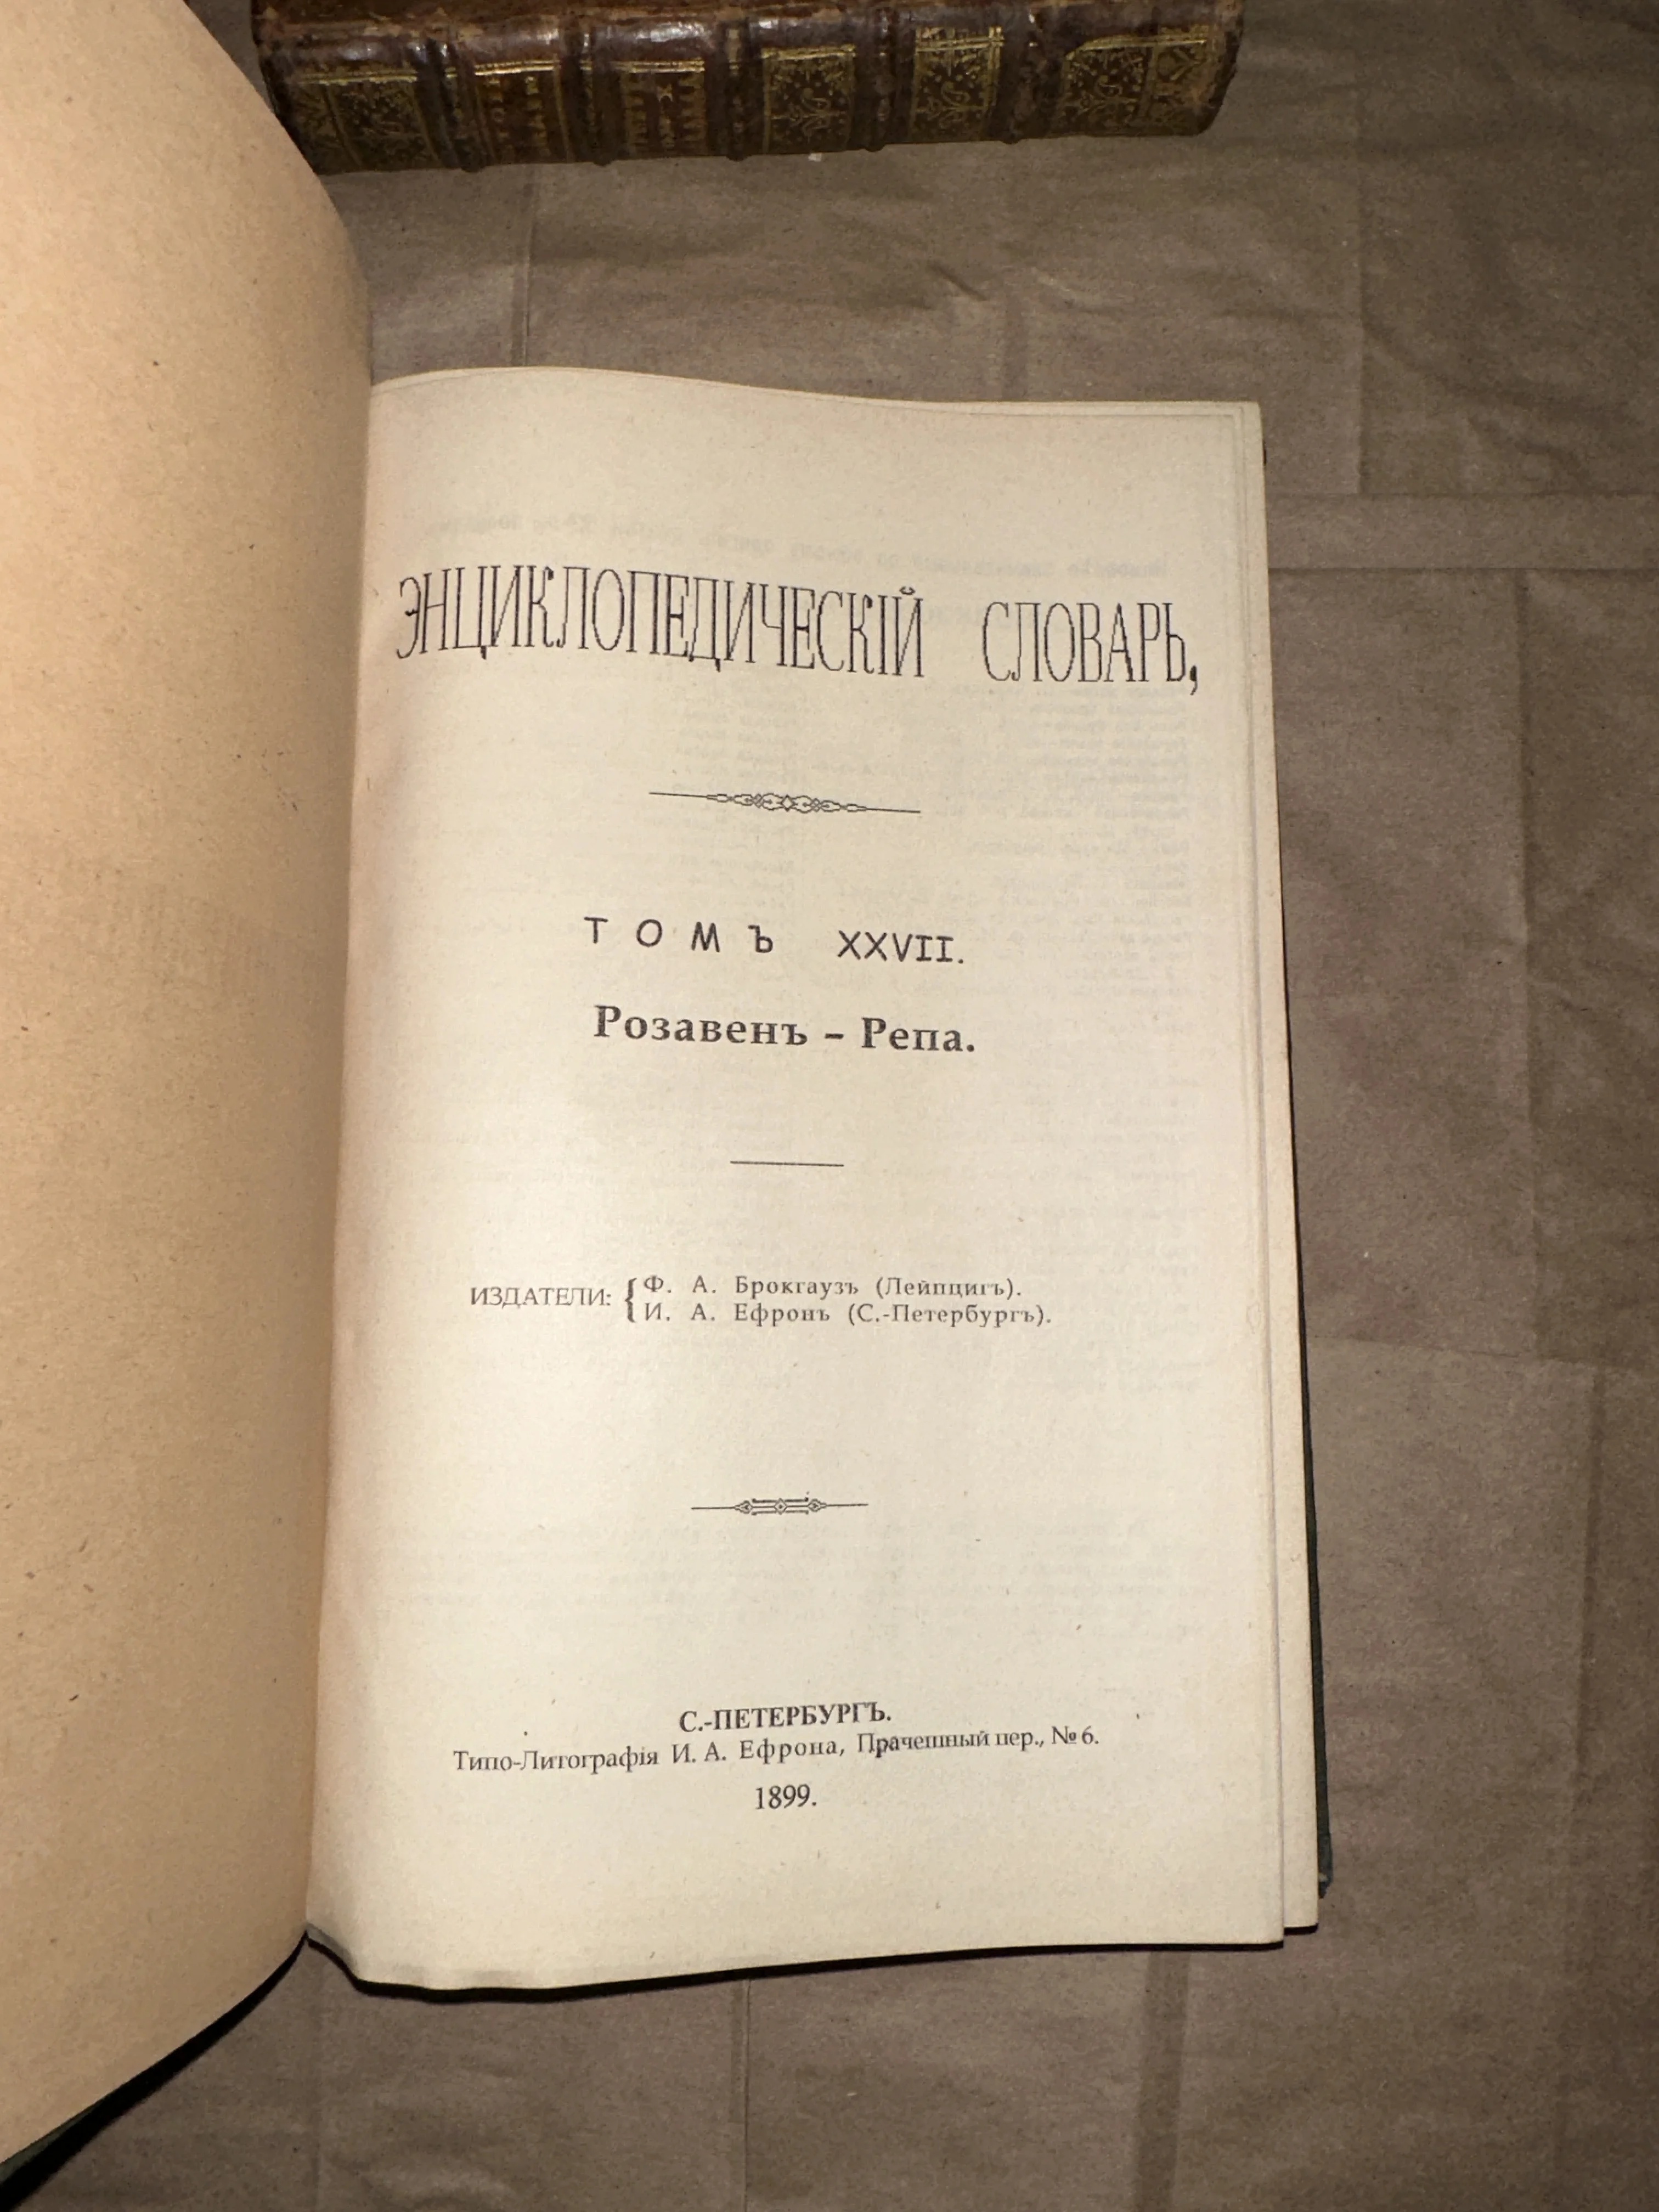 ЭНЦИКЛОПЕДИЧЕСКІЙ СЛОВАРЬ,
ТОМЪ XXVII.
Розавенъ – Репа.
ИЗДАТЕЛИ: { Ф. А. Брокгаузъ (Лейпцигъ).
И. А. Ефронъ (С.-Петербургъ).
С.-ПЕТЕРБУРГЪ.
Типо-Литографія И. А. Ефрона, Прачешный пер., № 6.
1899.